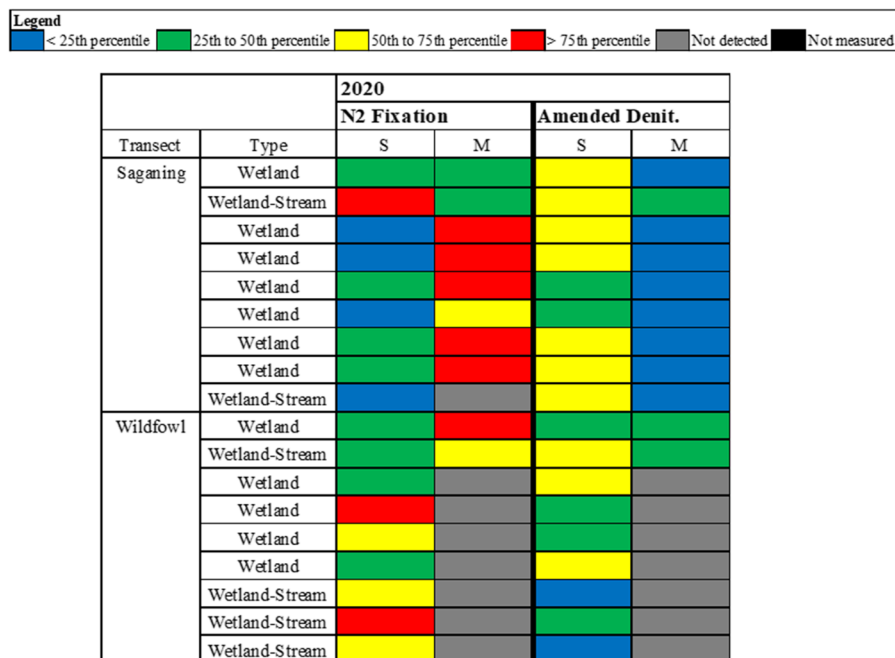 Legend
< 25th percentile 25th to 50th percentile 50th to 75th percentile > 75th percentile Not detected Not measured
2020
N2 Fixation Amended Denit.
Transect Type S M S M
Saganing Wetland
Wetland-Stream
Wetland
Wetland
Wetland
Wetland
Wetland
Wetland
Wetland-Stream
Wildfowl Wetland
Wetland-Stream
Wetland
Wetland
Wetland
Wetland
Wetland-Stream
Wetland-Stream
Wetland-Stream